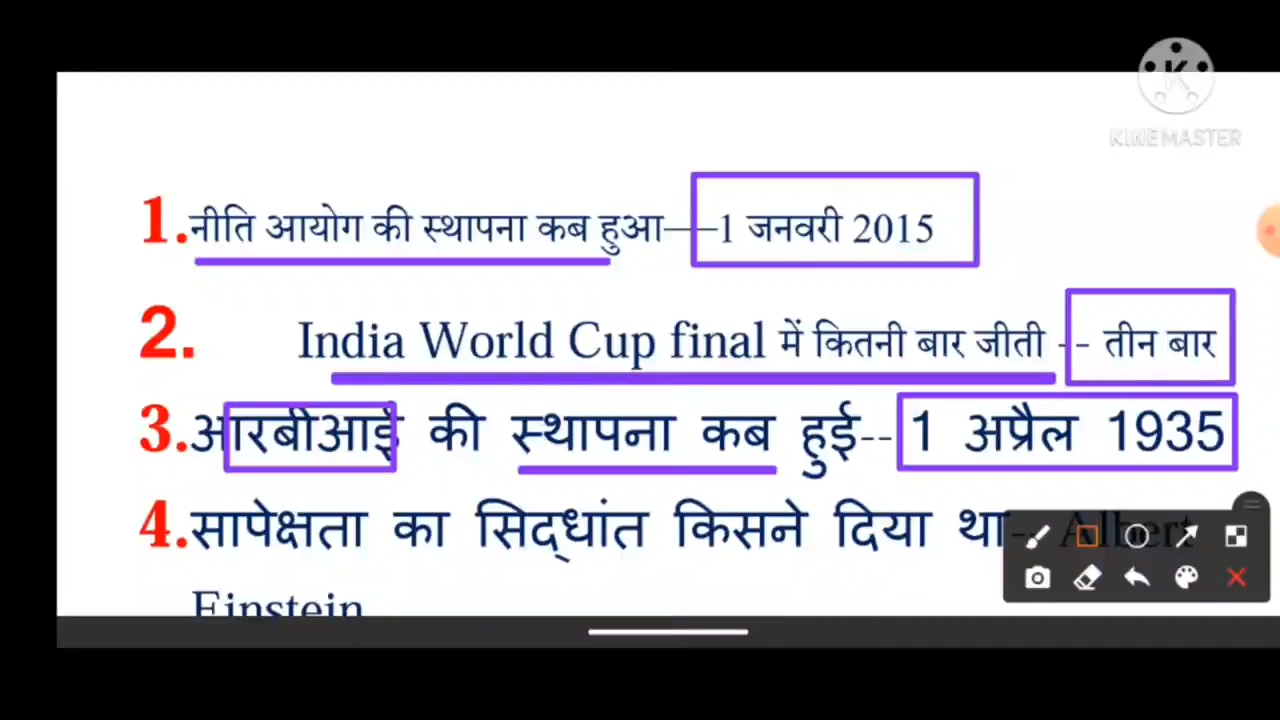 KINEMASTER
1.नीति आयोग की स्थापना कब हुआ—–1 जनवरी 2015
2. India World Cup final में कितनी बार जीती -- तीन बार
3.आरबीआई की स्थापना कब हुई--1 अप्रैल 1935
4.सापेक्षता का सिद्धांत किसने दिया था-- Albert
Einstein